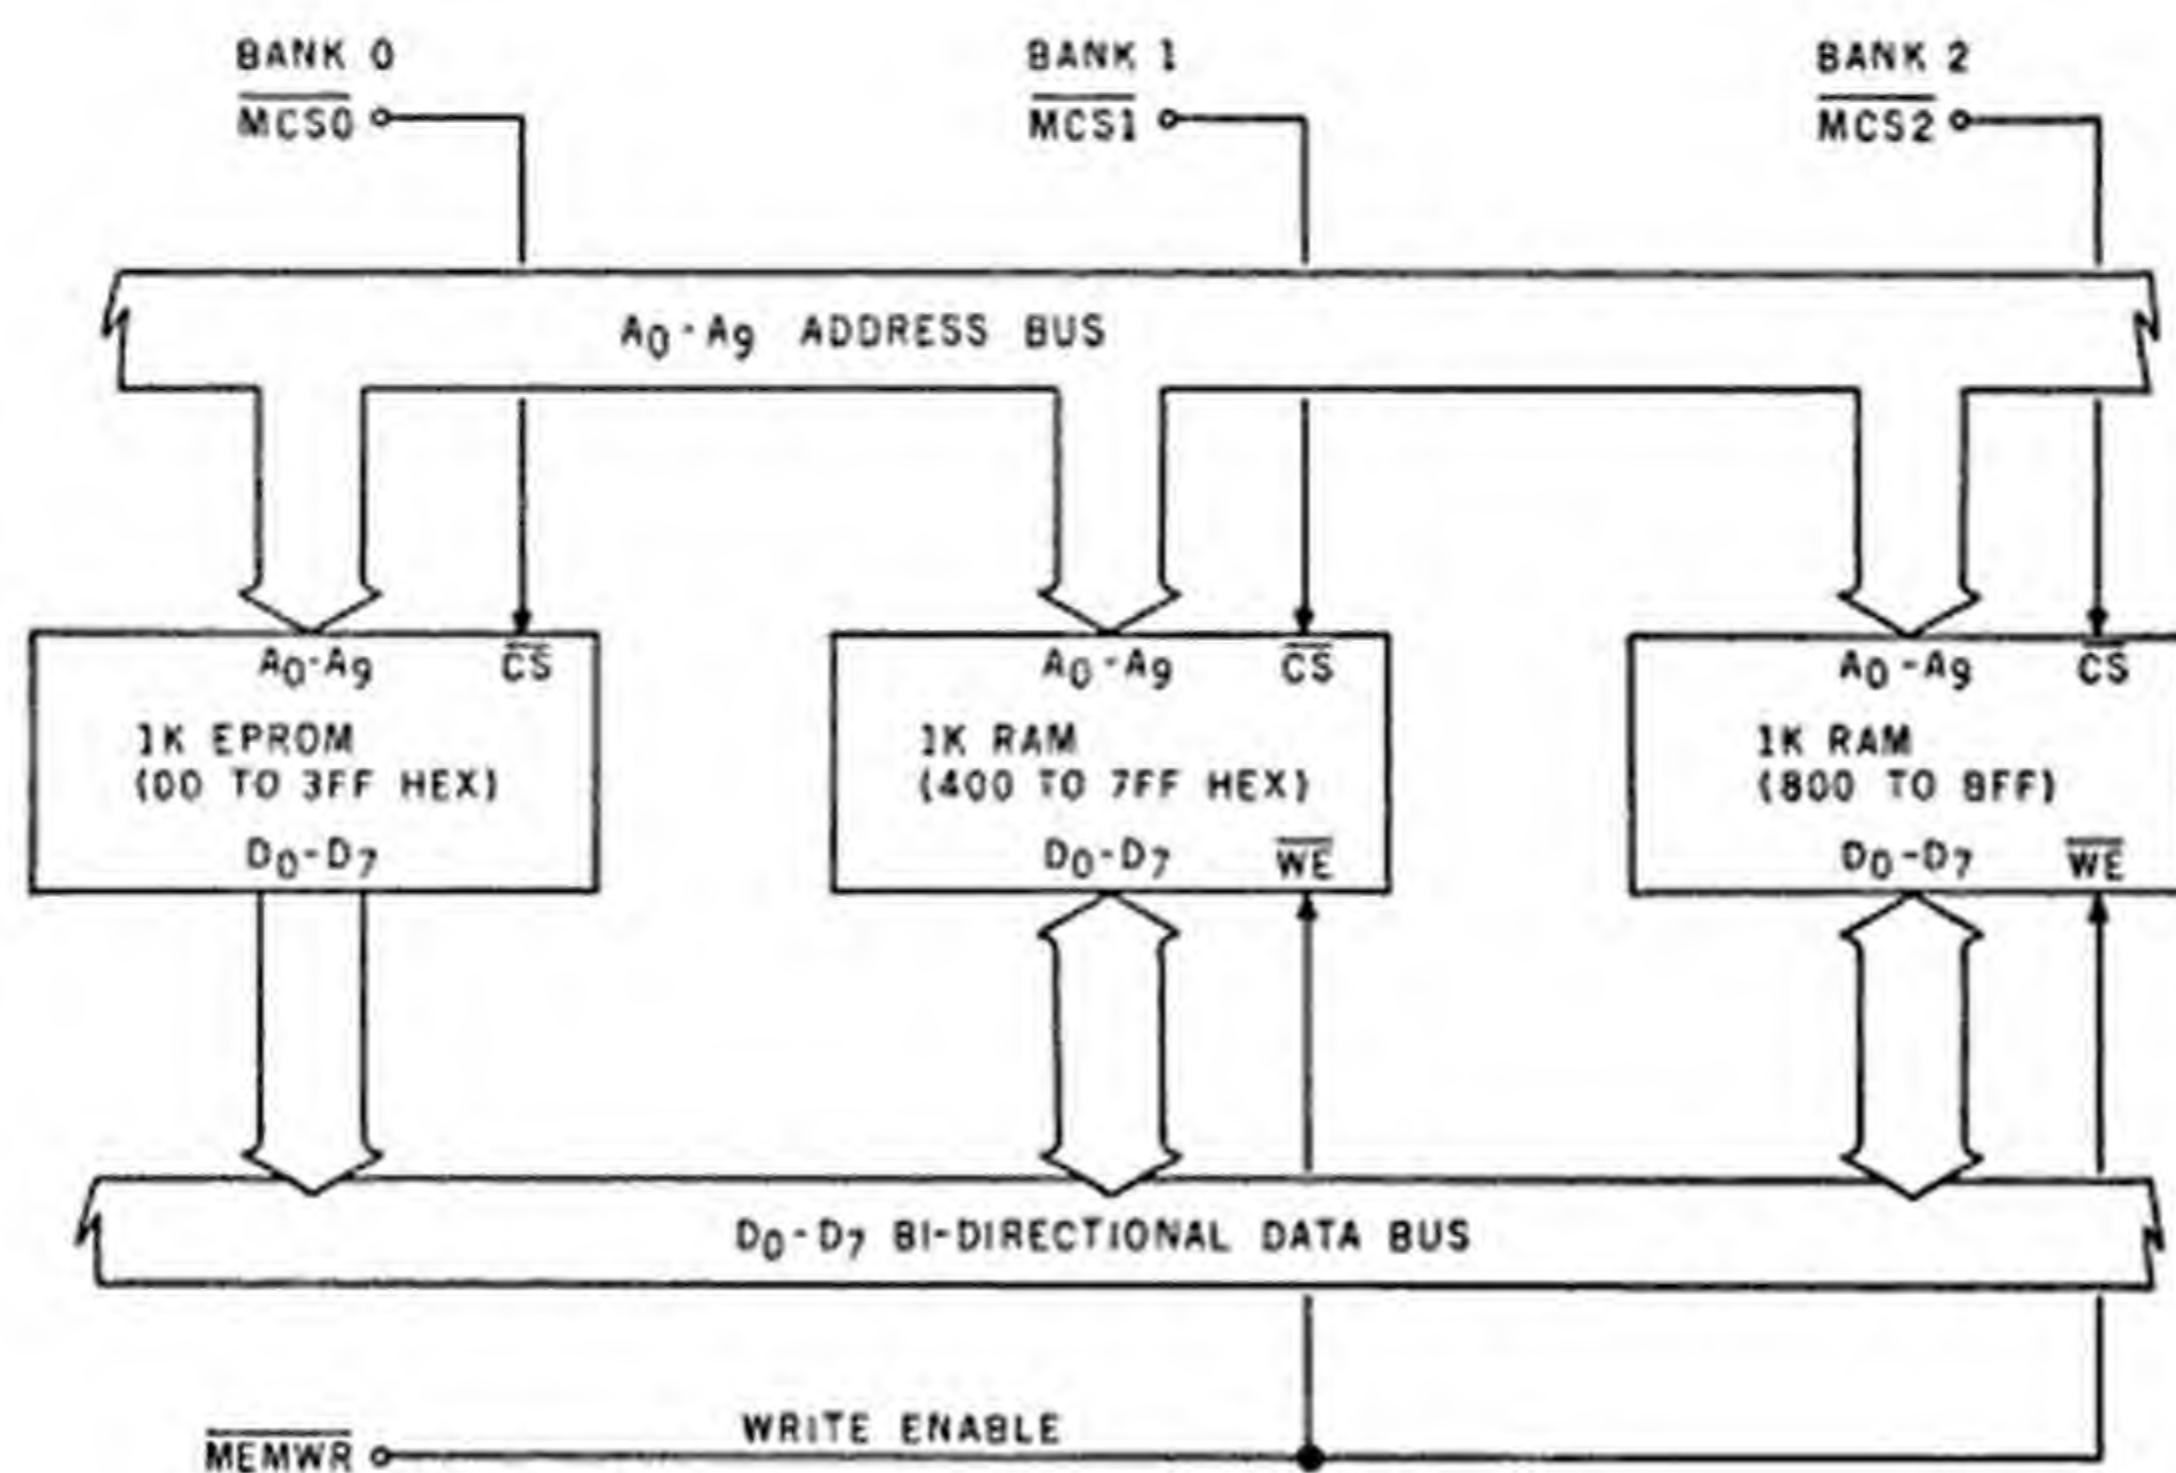 BANK 0
MCS0
BANK 1
MCS1
BANK 2
MCS2
A0-A9 ADDRESS BUS
A0-A9 CS
1K EPROM
(00 TO 3FF HEX)
D0-D7
A0-A9 CS
1K RAM
(400 TO 7FF HEX)
D0-D7 WE
A0-A9 CS
1K RAM
(800 TO BFF)
D0-D7 WE
D0-D7 BI-DIRECTIONAL DATA BUS
WRITE ENABLE
MEMWR